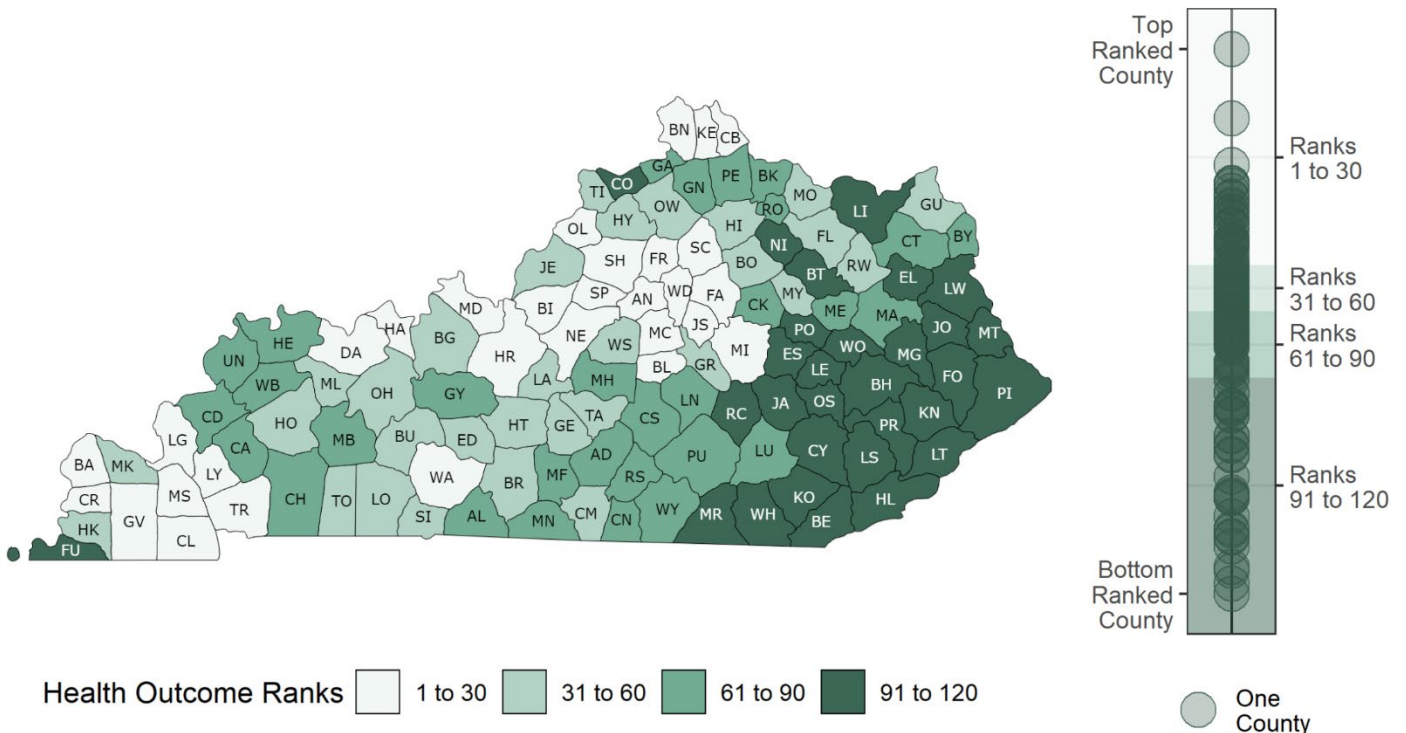 BN KE CB
GA
CO GN PE BK
TI
OW RO MO LI GU
HY
OL HI NI FL CT BY
SC
JE SH FR BO BT RW EL LW
SP AN WD FA MY
MD BI CK ME MA
HA NE MC JS PO JO MT
DA BG HR WS MI WO MG
HE BL GR ES LE
UN LA MH BH FO PI
WB ML OH GY LN
CD HO TA RC JA OS KN
CA MB BU ED HT GE CS PR
LG AD PU LU CY LS LT
BA MK LY WA MF RS
CR MS CH TO LO BR KO HL
GV TR SI AL MN CM CN WY MR WH BE
HK CL
FU
Health Outcome Ranks 1 to 30 31 to 60 61 to 90 91 to 120
Top
Ranked
County
Ranks
1 to 30
Ranks
31 to 60
Ranks
61 to 90
Ranks
91 to 120
Bottom
Ranked
County
One
County